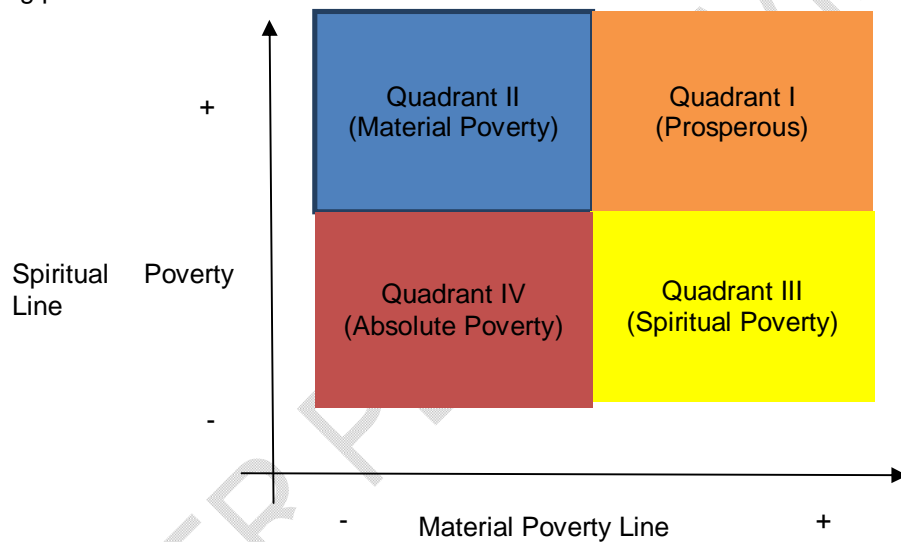 +
Quadrant II
(Material Poverty)
Quadrant I
(Prosperous)
Spiritual Poverty
Line
Quadrant IV
(Absolute Poverty)
Quadrant III
(Spiritual Poverty)
-
- Material Poverty Line +